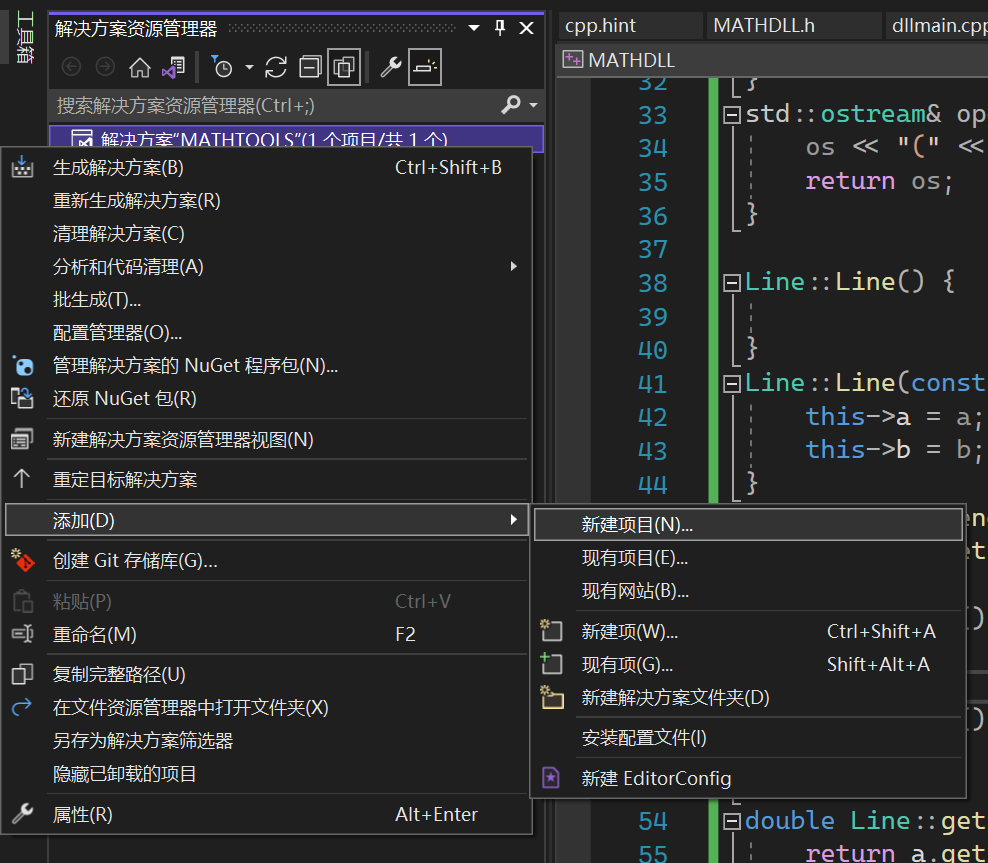 工具箱
解决方案资源管理器
搜索解决方案资源管理器(Ctrl+;)
解决方案"MATHTOOLS"(1 个项目/共 1 个)
生成解决方案(B) Ctrl+Shift+B
重新生成解决方案(R)
清理解决方案(C)
分析和代码清理(A)
批生成(T)...
配置管理器(O)...
管理解决方案的 NuGet 程序包(N)...
还原 NuGet 包(R)
新建解决方案资源管理器视图(N)
重定目标解决方案
添加(D)
创建 Git 存储库(G)...
粘贴(P) Ctrl+V
重命名(M) F2
复制完整路径(U)
在文件资源管理器中打开文件夹(X)
另存为解决方案筛选器
隐藏已卸载的项目
属性(R) Alt+Enter
新建项目(N)...
现有项目(E)...
现有网站(B)...
新建项(W)... Ctrl+Shift+A
现有项(G)... Shift+Alt+A
新建解决方案文件夹(D)
安装配置文件(I)
新建 EditorConfig
cpp.hint MATHDLL.h dllmain.cpp
MATHDLL
32 }
33 std::ostream& op
34 os << "(" <<
35 return os;
36 }
37
38 Line::Line() {
39
40 }
41 Line::Line(const
42 this->a = a;
43 this->b = b;
44 }
54 double Line::get
55 return a.get